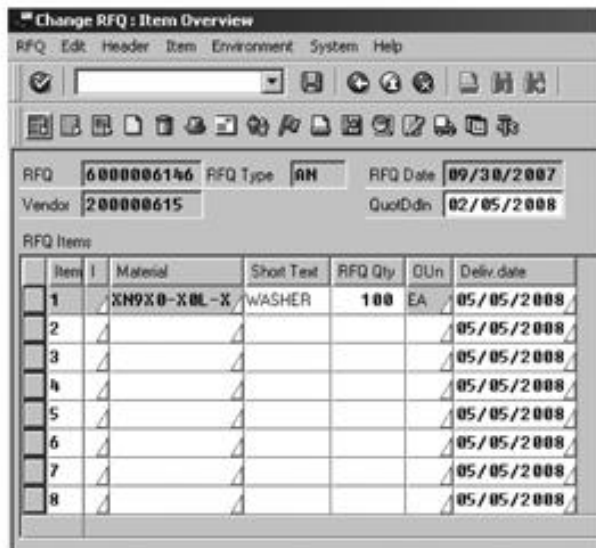 Change RFQ : Item Overview
RFQ Edit Header Item Environment System Help
RFQ 6000006146 RFQ Type AN RFQ Date 09/30/2007
Vendor 200000615 QuotDdln 02/05/2008
RFQ Items
Item I Material Short Text RFQ Qty OUn Deliv.date
1 XN9X0-X0L-X WASHER 100 EA 05/05/2008
2 05/05/2008
3 05/05/2008
4 05/05/2008
5 05/05/2008
6 05/05/2008
7 05/05/2008
8 05/05/2008